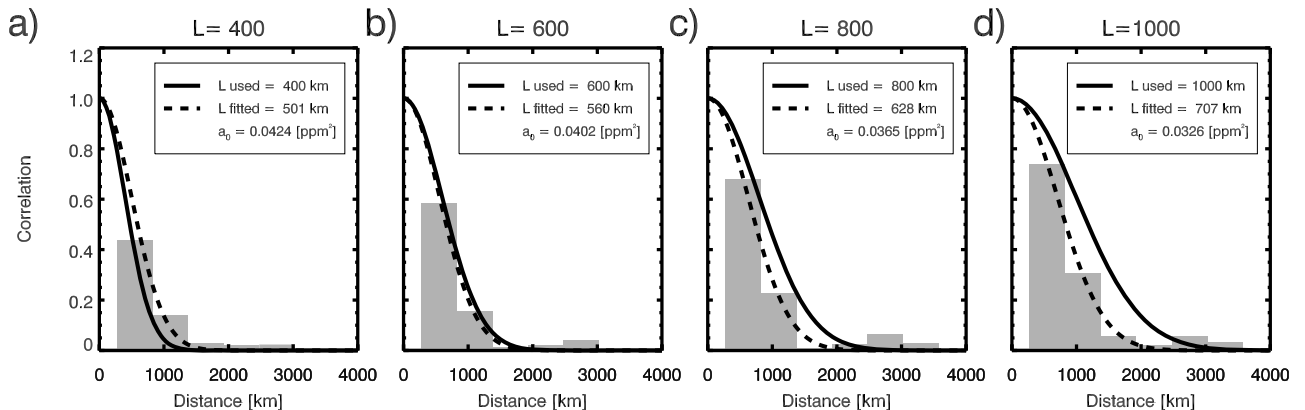 a)
L= 400
1.2
1.0
0.8
0.6
0.4
0.2
0
Correlation
L used = 400 km
L fitted = 501 km
a₀ = 0.0424 [ppm²]
0 1000 2000 3000 4000
Distance [km]
b)
L= 600
L used = 600 km
L fitted = 560 km
a₀ = 0.0402 [ppm²]
0 1000 2000 3000 4000
Distance [km]
c)
L= 800
L used = 800 km
L fitted = 628 km
a₀ = 0.0365 [ppm²]
0 1000 2000 3000 4000
Distance [km]
d)
L=1000
L used = 1000 km
L fitted = 707 km
a₀ = 0.0326 [ppm²]
0 1000 2000 3000 4000
Distance [km]